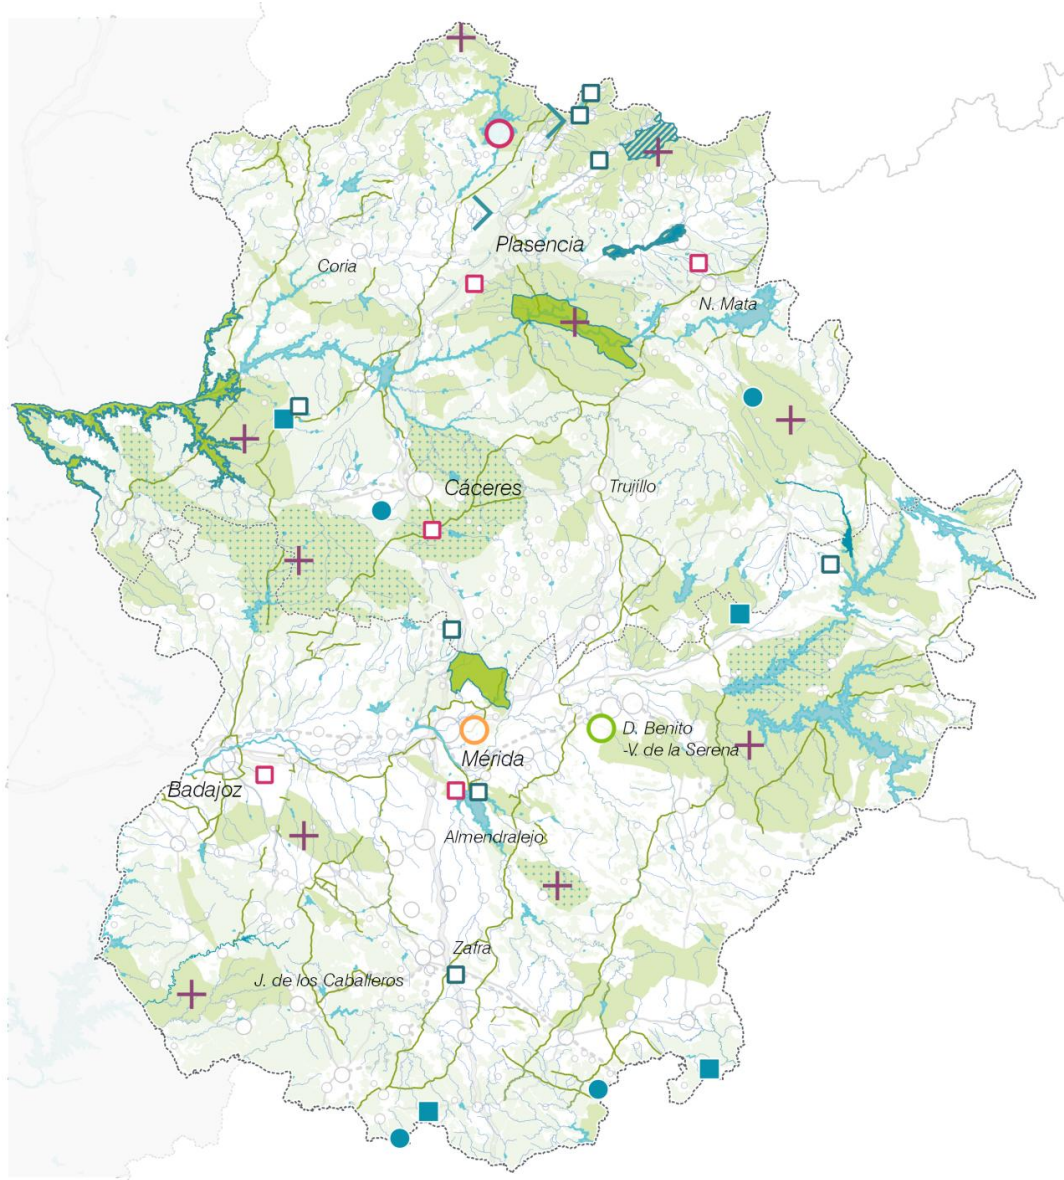 Plasencia
Coria
N. Mata
Cáceres
Trujillo
D. Benito
-V. de la Serena
Mérida
Badajoz
Almendralejo
Zafra
J. de los Caballeros